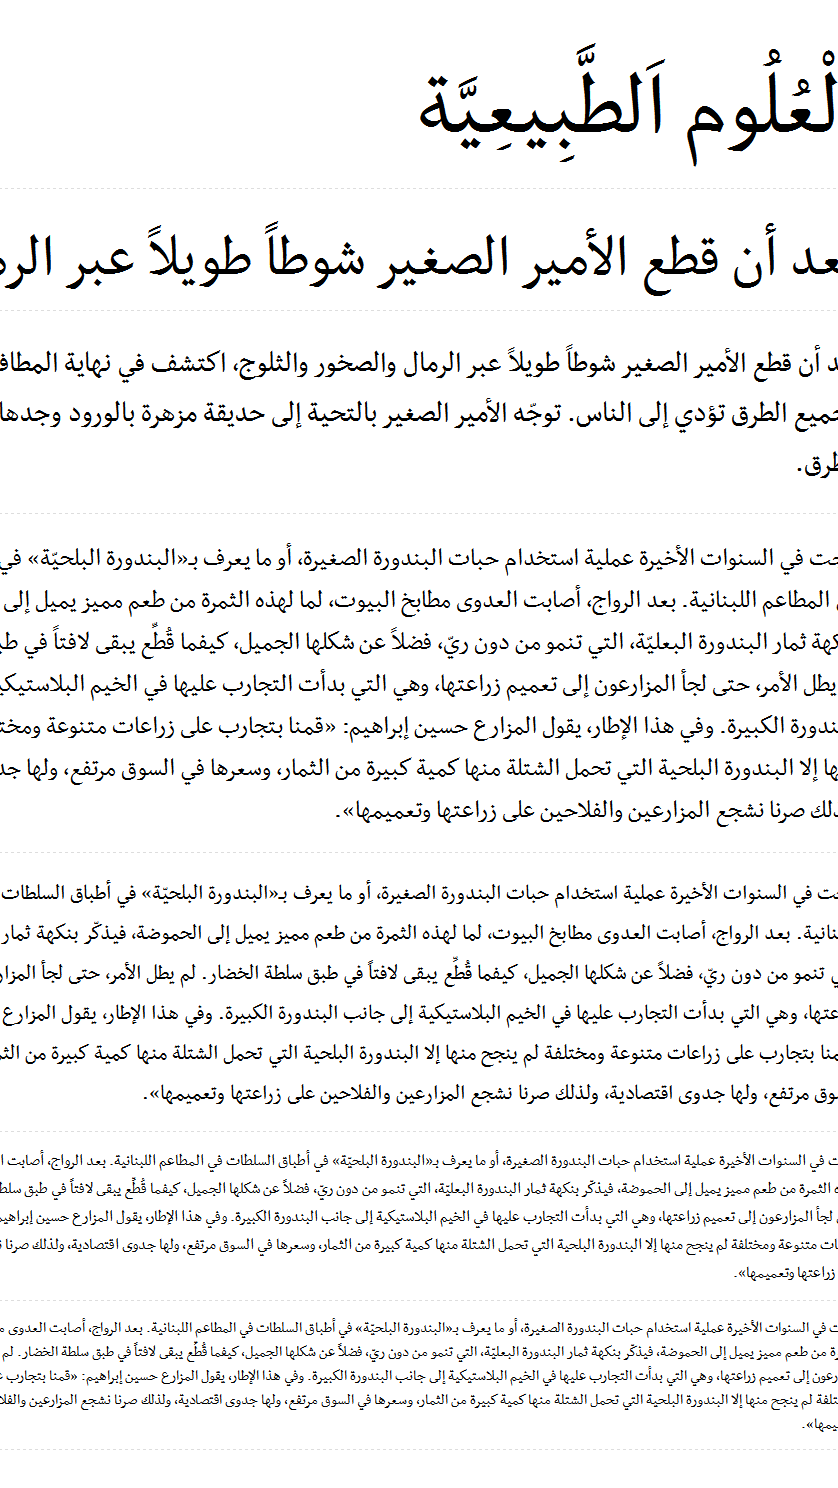 لْعُلُوم اَلطَّبِيعِيَّة
عد أن قطع الأمير الصغير شوطاً طويلاً عبر الر
د أن قطع الأمير الصغير شوطاً طويلاً عبر الرمال والصخور والثلوج، اكتشف في نهاية المطاف
جميع الطرق تؤدي إلى الناس. توجّه الأمير الصغير بالتحية إلى حديقة مزهرة بالورود وجدها
طرق.
جت في السنوات الأخيرة عملية استخدام حبات البندورة الصغيرة، أو ما يعرف بـ«البندورة البلحيّة» في
المطاعم اللبنانية. بعد الرواج، أصابت العدوى مطابخ البيوت، لما لهذه الثمرة من طعم مميز يميل إلى
كهة ثمار البندورة البعليّة، التي تنمو من دون ريّ، فضلاً عن شكلها الجميل، كيفما قُطِّع يبقى لافتاً في طب
يطل الأمر، حتى لجأ المزارعون إلى تعميم زراعتها، وهي التي بدأت التجارب عليها في الخيم البلاستيكي
ندورة الكبيرة. وفي هذا الإطار، يقول المزارع حسين إبراهيم: «قمنا بتجارب على زراعات متنوعة ومخت
ها إلا البندورة البلحية التي تحمل الشتلة منها كمية كبيرة من الثمار، وسعرها في السوق مرتفع، ولها جد
ذلك صرنا نشجع المزارعين والفلاحين على زراعتها وتعميمها».
جت في السنوات الأخيرة عملية استخدام حبات البندورة الصغيرة، أو ما يعرف بـ«البندورة البلحيّة» في أطباق السلطات
نانية. بعد الرواج، أصابت العدوى مطابخ البيوت، لما لهذه الثمرة من طعم مميز يميل إلى الحموضة، فيذكّر بنكهة ثمار
ي تنمو من دون ريّ، فضلاً عن شكلها الجميل، كيفما قُطِّع يبقى لافتاً في طبق سلطة الخضار. لم يطل الأمر، حتى لجأ المزار
عتها، وهي التي بدأت التجارب عليها في الخيم البلاستيكية إلى جانب البندورة الكبيرة. وفي هذا الإطار، يقول المزارع
منا بتجارب على زراعات متنوعة ومختلفة لم ينجح منها إلا البندورة البلحية التي تحمل الشتلة منها كمية كبيرة من الثم
سوق مرتفع، ولها جدوى اقتصادية، ولذلك صرنا نشجع المزارعين والفلاحين على زراعتها وتعميمها».
ت في السنوات الأخيرة عملية استخدام حبات البندورة الصغيرة، أو ما يعرف بـ«البندورة البلحيّة» في أطباق السلطات في المطاعم اللبنانية. بعد الرواج، أصابت ا
ه الثمرة من طعم مميز يميل إلى الحموضة، فيذكّر بنكهة ثمار البندورة البعليّة، التي تنمو من دون ريّ، فضلاً عن شكلها الجميل، كيفما قُطِّع يبقى لافتاً في طبق سلط
لجأ المزارعون إلى تعميم زراعتها، وهي التي بدأت التجارب عليها في الخيم البلاستيكية إلى جانب البندورة الكبيرة. وفي هذا الإطار، يقول المزارع حسين إبراهيم
ات متنوعة ومختلفة لم ينجح منها إلا البندورة البلحية التي تحمل الشتلة منها كمية كبيرة من الثمار، وسعرها في السوق مرتفع، ولها جدوى اقتصادية، ولذلك صرنا ن
زراعتها وتعميمها».
ت في السنوات الأخيرة عملية استخدام حبات البندورة الصغيرة، أو ما يعرف بـ«البندورة البلحيّة» في أطباق السلطات في المطاعم اللبنانية. بعد الرواج، أصابت العدوى م
رة من طعم مميز يميل إلى الحموضة، فيذكّر بنكهة ثمار البندورة البعليّة، التي تنمو من دون ريّ، فضلاً عن شكلها الجميل، كيفما قُطِّع يبقى لافتاً في طبق سلطة الخضار. لم
رعون إلى تعميم زراعتها، وهي التي بدأت التجارب عليها في الخيم البلاستيكية إلى جانب البندورة الكبيرة. وفي هذا الإطار، يقول المزارع حسين إبراهيم: «قمنا بتجارب ع
تلفة لم ينجح منها إلا البندورة البلحية التي تحمل الشتلة منها كمية كبيرة من الثمار، وسعرها في السوق مرتفع، ولها جدوى اقتصادية، ولذلك صرنا نشجع المزارعين والفلا
ميمها».